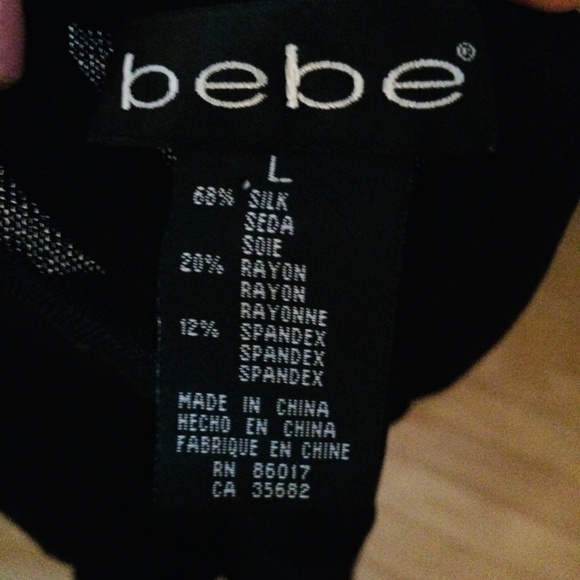 bebe®
L
68% SILK
SEDA
SOIE
20% RAYON
RAYON
RAYONNE
12% SPANDEX
SPANDEX
SPANDEX
MADE IN CHINA
HECHO EN CHINA
FABRIQUE EN CHINE
RN 86017
CA 35682